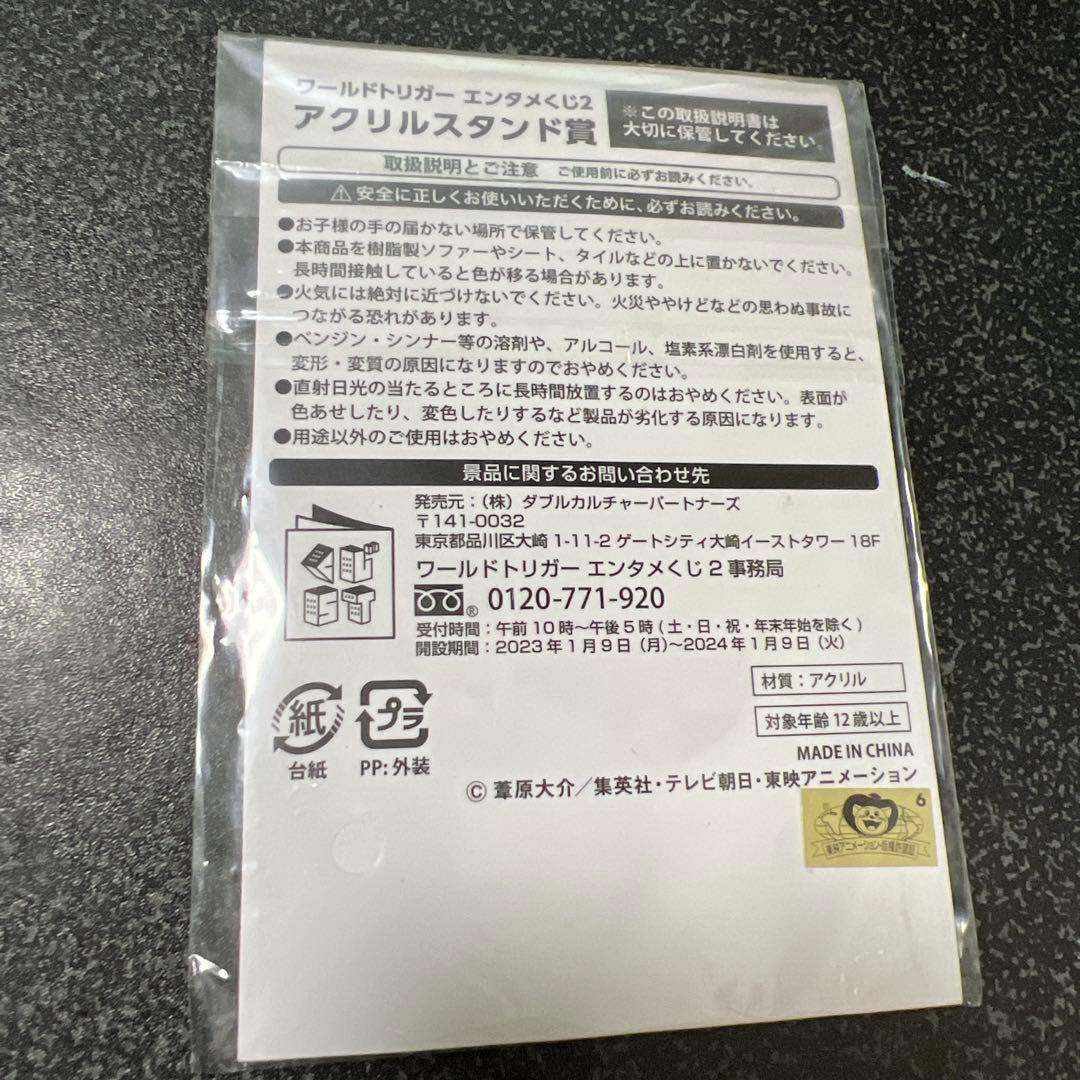 ワールドトリガー エンタメくじ2
アクリルスタンド賞
※この取扱説明書は
大切に保管してください。
取扱説明とご注意 ご使用前に必ずお読みください。
⚠安全に正しくお使いいただくために、必ずお読みください。
●お子様の手の届かない場所で保管してください。
●本商品を樹脂製ソファーやシート、タイルなどの上に置かないでください。
長時間接触していると色が移る場合があります。
●火気には絶対に近づけないでください。火災ややけどなどの思わぬ事故に
つながる恐れがあります。
●ベンジン・シンナー等の溶剤や、アルコール、塩素系漂白剤を使用すると、
変形・変質の原因になりますのでおやめください。
●直射日光の当たるところに長時間放置するのはおやめください。表面が
色あせしたり、変色したりするなど製品が劣化する原因になります。
●用途以外のご使用はおやめください。
景品に関するお問い合わせ先
発売元:(株)ダブルカルチャーパートナーズ
〒141-0032
東京都品川区大崎 1-11-2 ゲートシティ大崎イーストタワー 18F
ワールドトリガー エンタメくじ 2 事務局
® 0120-771-920
受付時間:午前 10 時~午後 5 時 ( 土・日・祝・年末年始を除く )
開設期間:2023 年 1 月 9 日 (月)~2024 年 1 月 9 日 (火)
材質:アクリル
紙
台紙
プラ
PP:外装
対象年齢 12 歳以上
MADE IN CHINA
© 葦原大介/集英社・テレビ朝日・東映アニメーション
6
東映アニメーション・版権許諾証